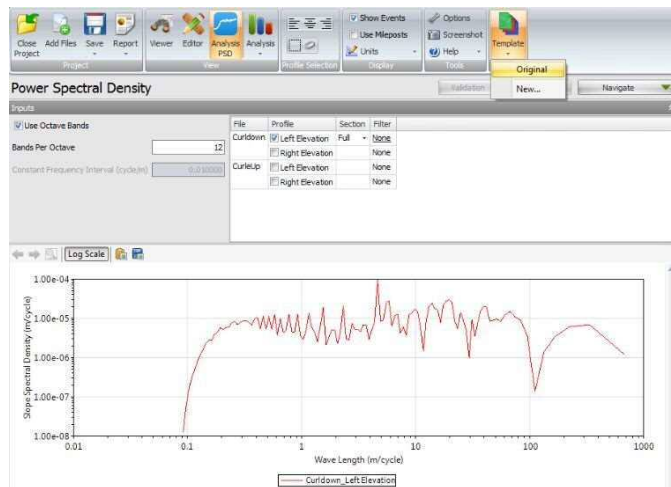 Close Project
Add Files
Save
Report
Viewer
Editor
Analysis PSD
Analysis
Show Events
Use Mileposts
Units
Options
Screenshot
Help
Template
Project
View
Profile Selection
Display
Tools
Original
New...
Power Spectral Density
Validation
Navigate
Inputs
Use Octave Bands
Bands Per Octave 12
Constant Frequency Interval (cycle/m) 0.010000
File Profile Section Filter
Curldown Left Elevation Full None
Right Elevation None
CurleUp Left Elevation None
Right Elevation None
Log Scale
Slope Spectral Density (m/cycle)
1.00e-04
1.00e-05
1.00e-06
1.00e-07
1.00e-08
0.01 0.1 1 10 100 1000
Wave Length (m/cycle)
Curldown_Left Elevation